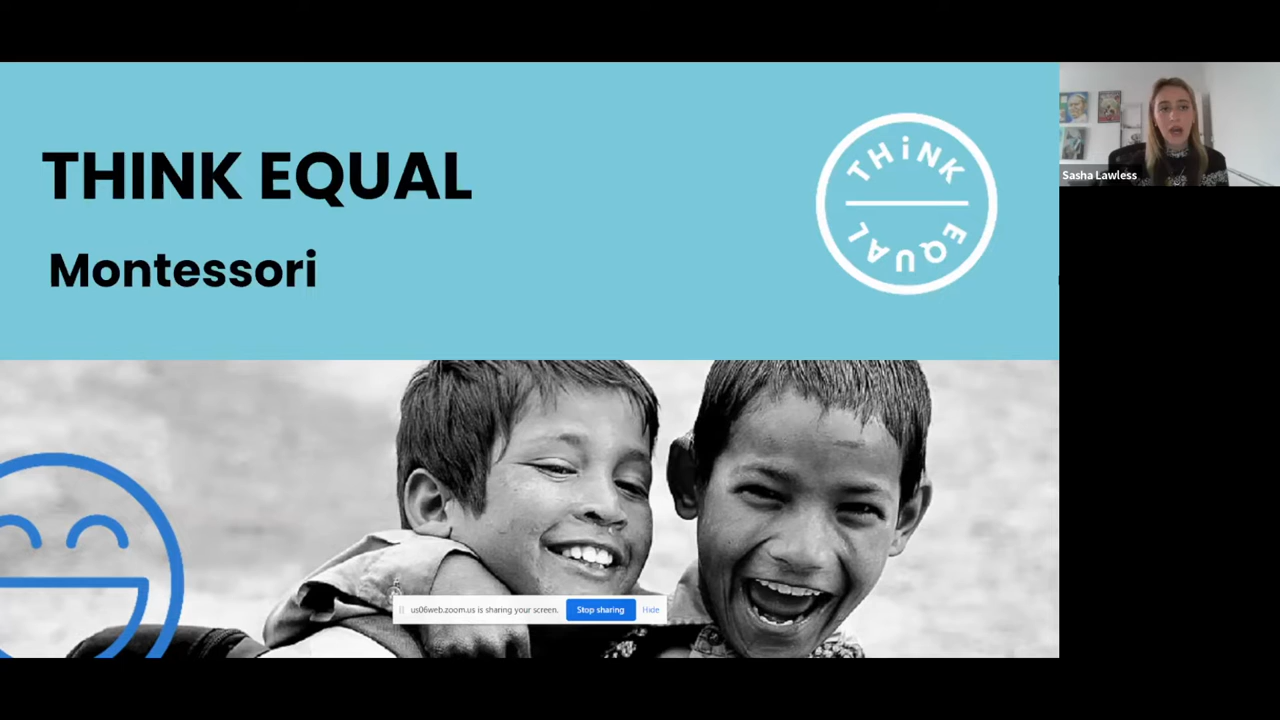 THINK EQUAL
Montessori
THiNK
EQUAL
Sasha Lawless
us06web.zoom.us is sharing your screen.
Stop sharing
Hide